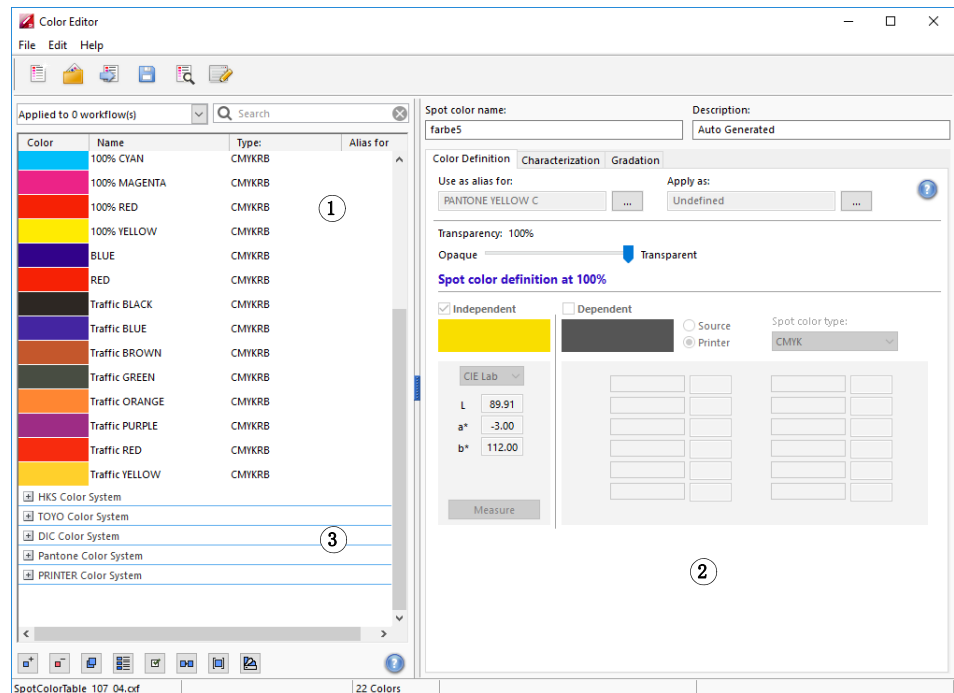 Color Editor
File Edit Help
Applied to 0 workflow(s) Search
Color Name Type: Alias for
100% CYAN CMYKRB
100% MAGENTA CMYKRB
100% RED CMYKRB
100% YELLOW CMYKRB
BLUE CMYKRB
RED CMYKRB
Traffic BLACK CMYKRB
Traffic BLUE CMYKRB
Traffic BROWN CMYKRB
Traffic GREEN CMYKRB
Traffic ORANGE CMYKRB
Traffic PURPLE CMYKRB
Traffic RED CMYKRB
Traffic YELLOW CMYKRB
HKS Color System
TOYO Color System
DIC Color System
Pantone Color System
PRINTER Color System
1
3
Spot color name: Description:
farbe5 Auto Generated
Color Definition Characterization Gradation
Use as alias for: Apply as:
PANTONE YELLOW C ... Undefined ...
Transparency: 100%
Opaque Transparent
Spot color definition at 100%
Independent Dependent
Source
Printer
Spot color type:
CMYK
CIE Lab
L 89.91
a* -3.00
b* 112.00
Measure
2
SpotColorTable_107_04.cxf 22 Colors